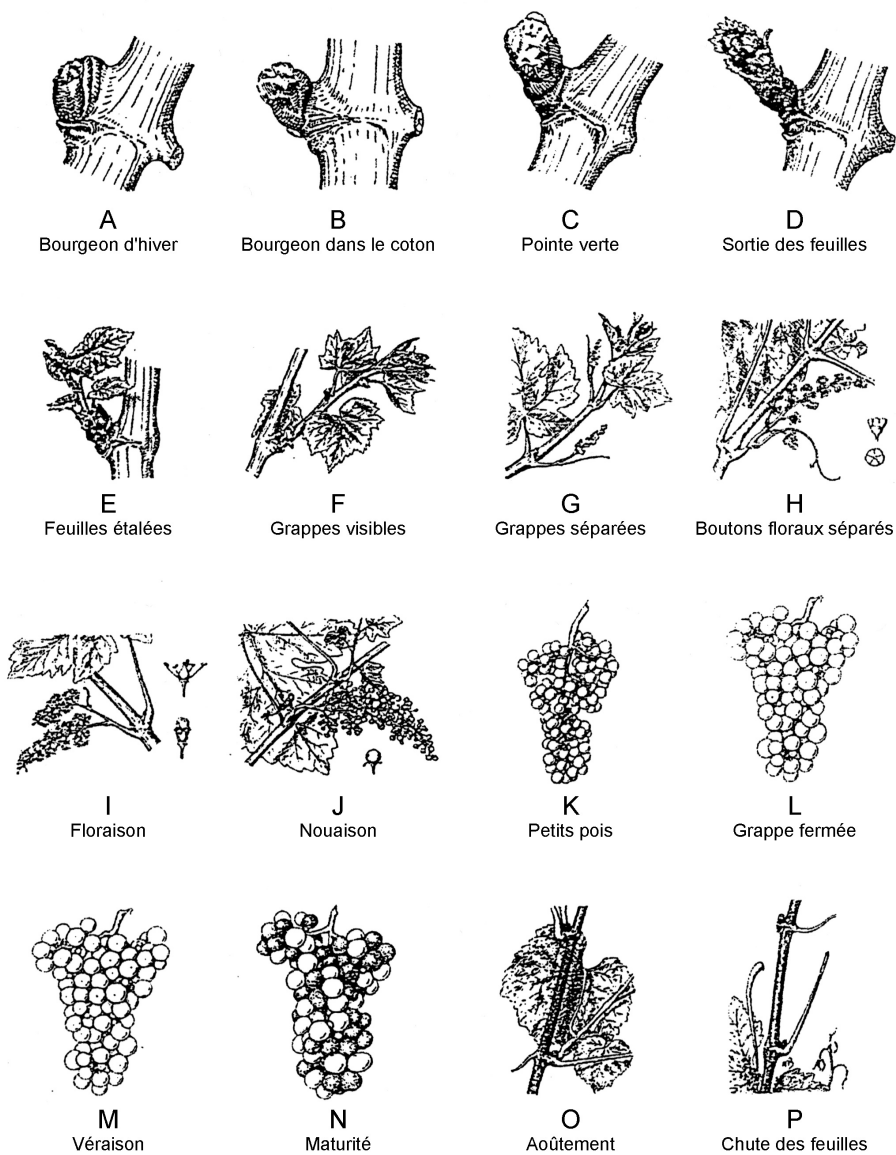 A B C D
Bourgeon d'hiver Bourgeon dans le coton Pointe verte Sortie des feuilles
E F G H
Feuilles étalées Grappes visibles Grappes séparées Boutons floraux séparés
I J K L
Floraison Nouaison Petits pois Grappe fermée
M N O P
Véraison Maturité Aoûtement Chute des feuilles